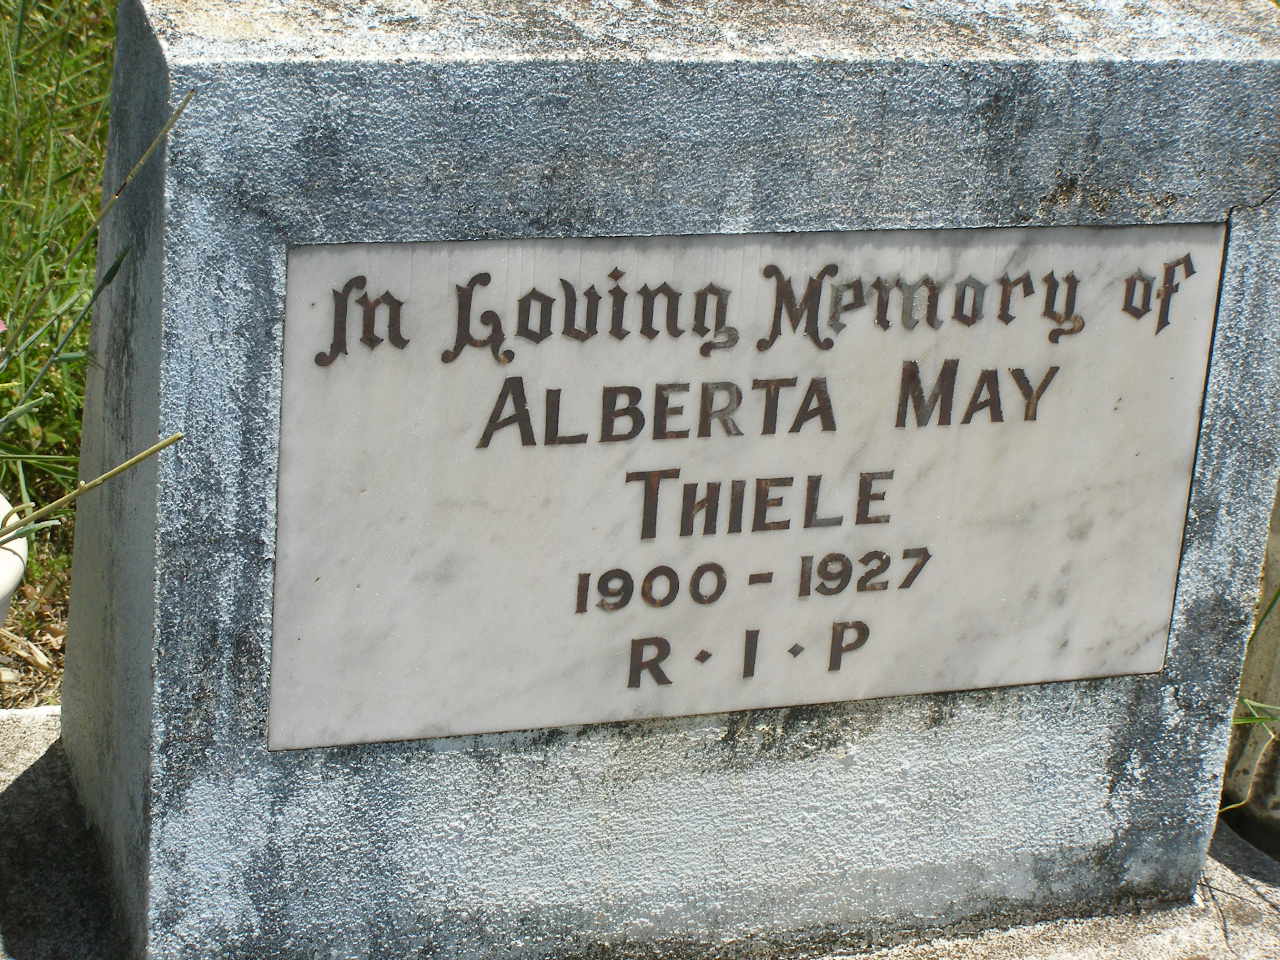 In Loving Memory of
ALBERTA MAY
THIELE
1900 - 1927
R · I · P